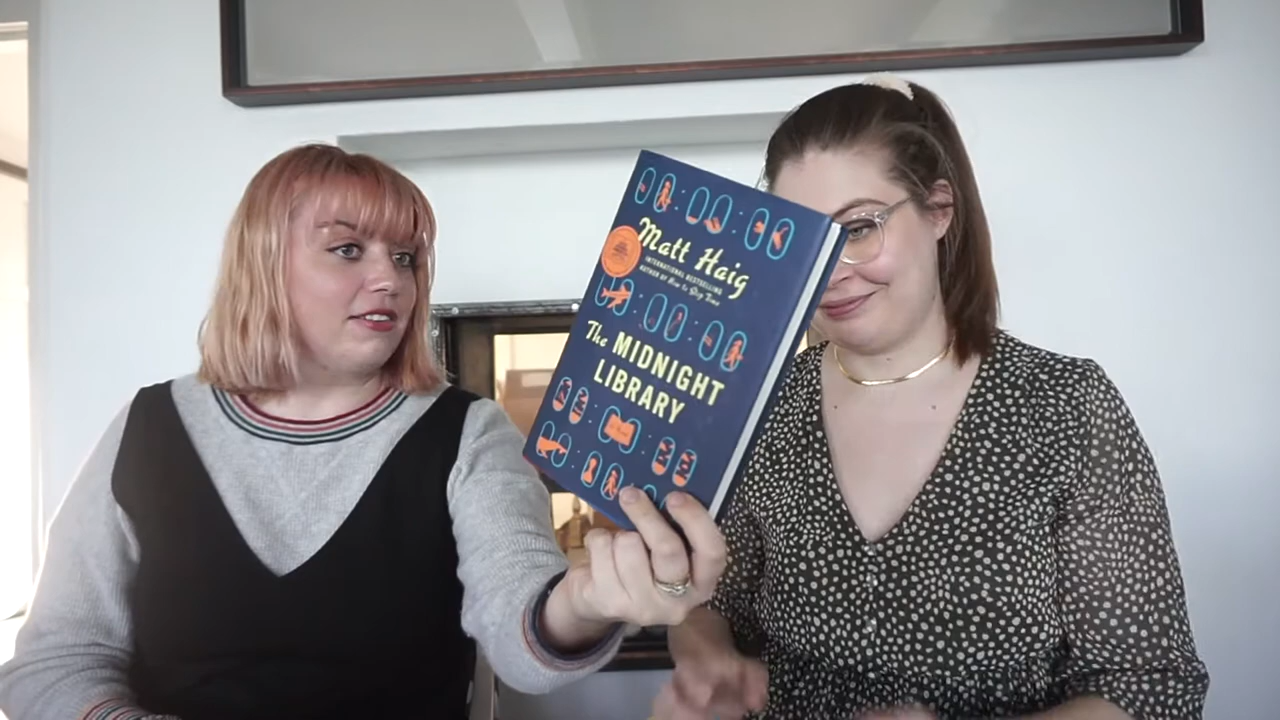 Matt Haig
INTERNATIONAL BESTSELLING
AUTHOR OF How to Stop Time
The MIDNIGHT
LIBRARY